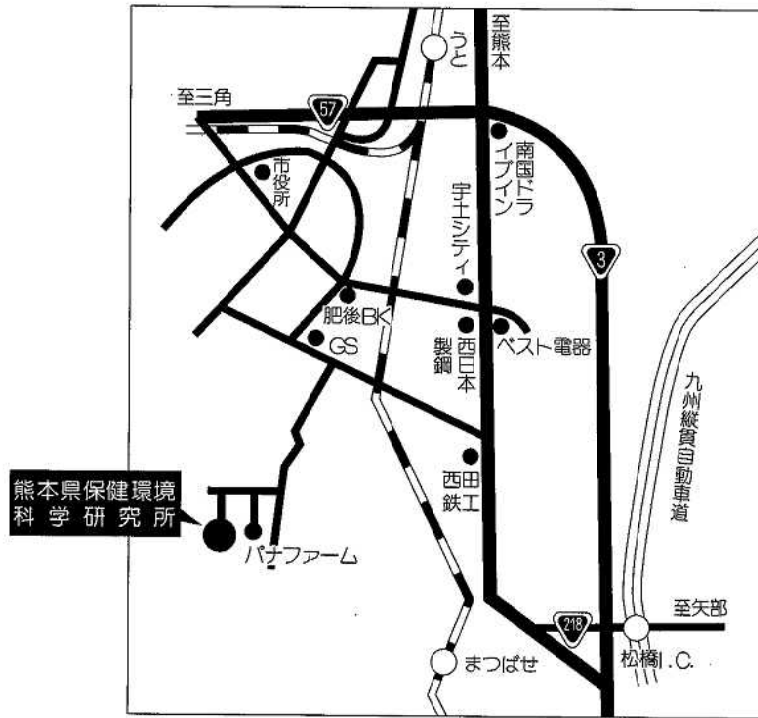 うと
至熊本
至三角
57
南国ドラ
イブイン
市役所
宇土シティ
3
肥後BK
GS
西日本
製鋼
ベスト電器
九州縦貫自動車道
西田
鉄工
熊本県保健環境
科学研究所
パナファーム
至矢部
218
松橋I.C.
まつばせ